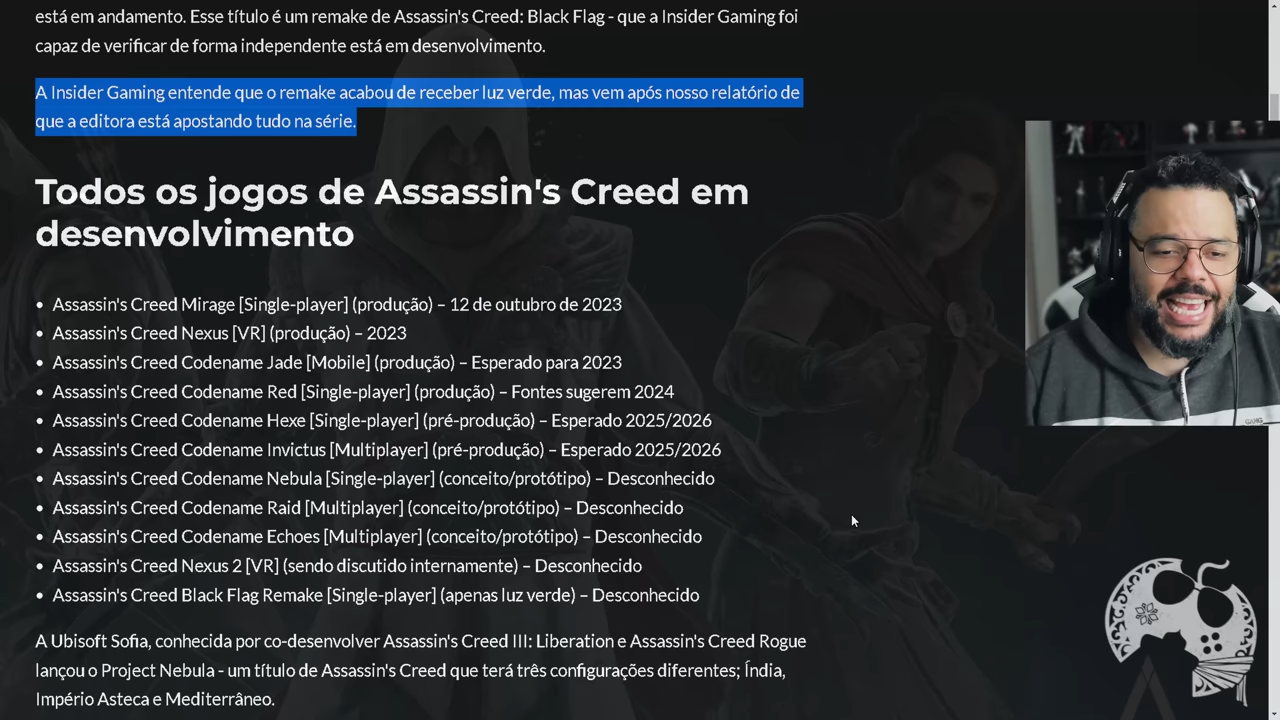 está em andamento. Esse título é um remake de Assassin's Creed: Black Flag - que a Insider Gaming foi
capaz de verificar de forma independente está em desenvolvimento.
A Insider Gaming entende que o remake acabou de receber luz verde, mas vem após nosso relatório de
que a editora está apostando tudo na série.
Todos os jogos de Assassin's Creed em
desenvolvimento
• Assassin's Creed Mirage [Single-player] (produção) – 12 de outubro de 2023
• Assassin's Creed Nexus [VR] (produção) – 2023
• Assassin's Creed Codename Jade [Mobile] (produção) – Esperado para 2023
• Assassin's Creed Codename Red [Single-player] (produção) – Fontes sugerem 2024
• Assassin's Creed Codename Hexe [Single-player] (pré-produção) – Esperado 2025/2026
• Assassin's Creed Codename Invictus [Multiplayer] (pré-produção) – Esperado 2025/2026
• Assassin's Creed Codename Nebula [Single-player] (conceito/protótipo) – Desconhecido
• Assassin's Creed Codename Raid [Multiplayer] (conceito/protótipo) – Desconhecido
• Assassin's Creed Codename Echoes [Multiplayer] (conceito/protótipo) – Desconhecido
• Assassin's Creed Nexus 2 [VR] (sendo discutido internamente) – Desconhecido
• Assassin's Creed Black Flag Remake [Single-player] (apenas luz verde) – Desconhecido
A Ubisoft Sofia, conhecida por co-desenvolver Assassin's Creed III: Liberation e Assassin's Creed Rogue
lançou o Project Nebula - um título de Assassin's Creed que terá três configurações diferentes; Índia,
Império Asteca e Mediterrâneo.